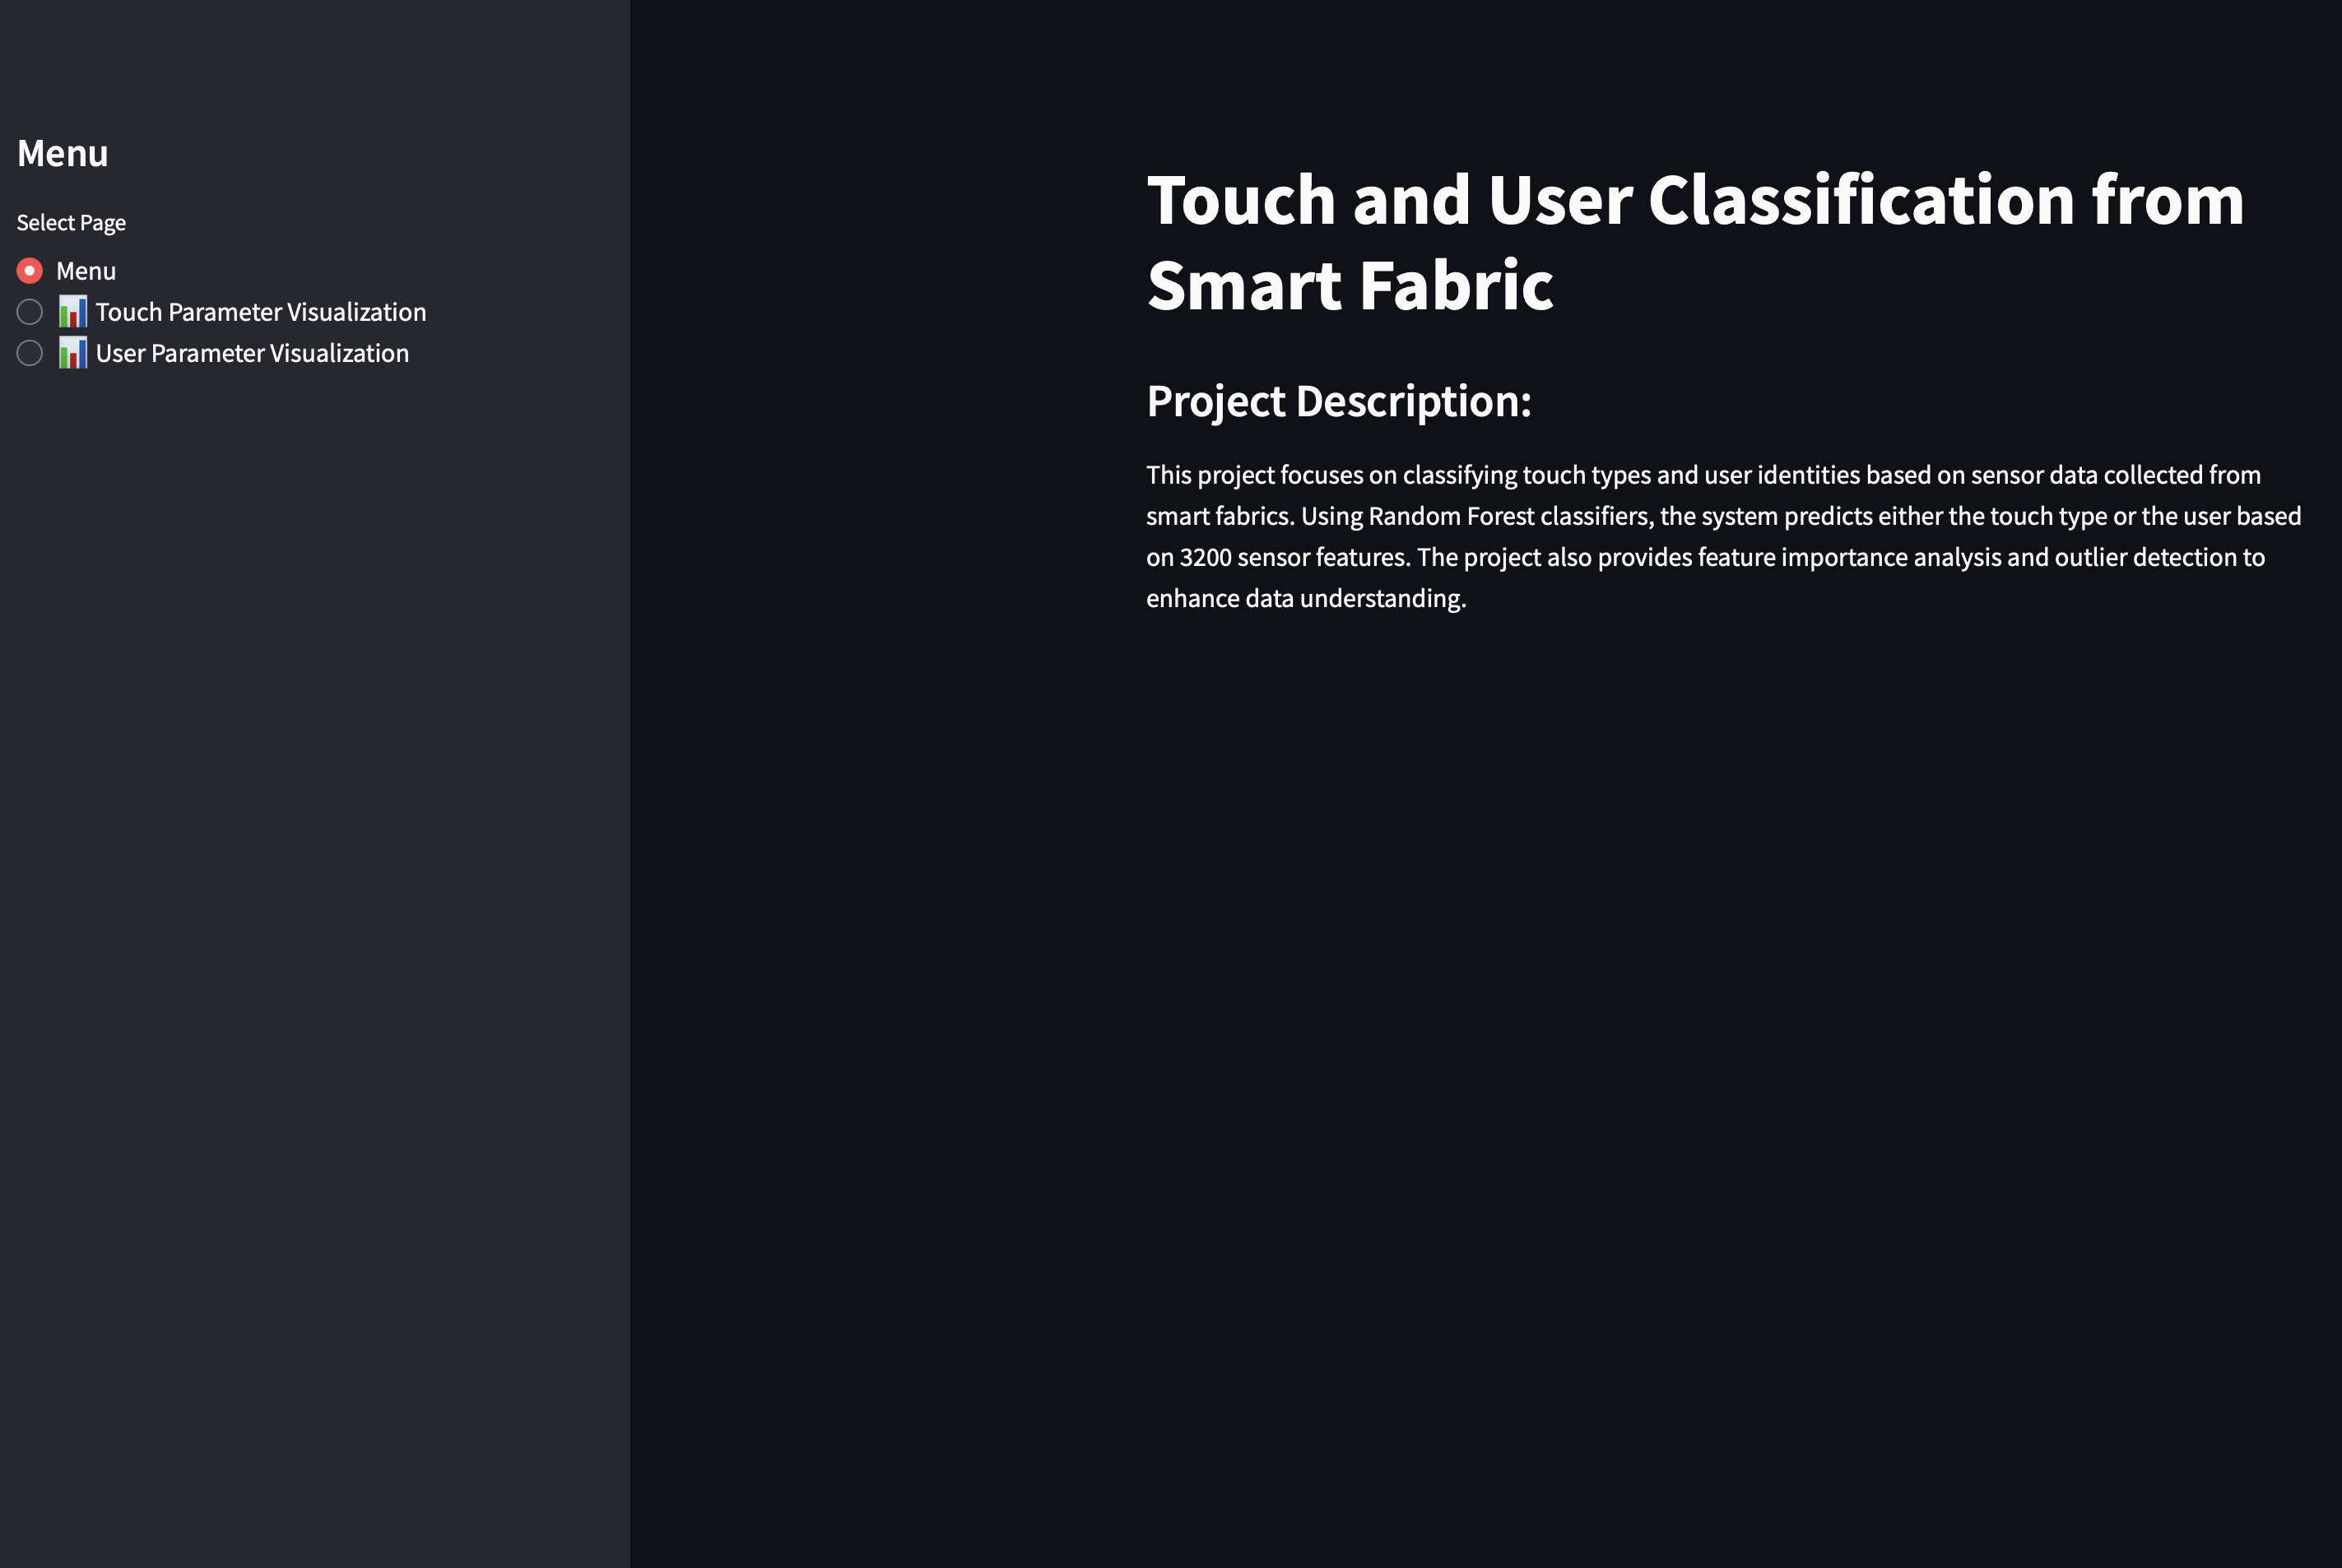 Menu
Select Page
Menu
📊 Touch Parameter Visualization
📊 User Parameter Visualization
Touch and User Classification from
Smart Fabric
Project Description:
This project focuses on classifying touch types and user identities based on sensor data collected from
smart fabrics. Using Random Forest classifiers, the system predicts either the touch type or the user based
on 3200 sensor features. The project also provides feature importance analysis and outlier detection to
enhance data understanding.